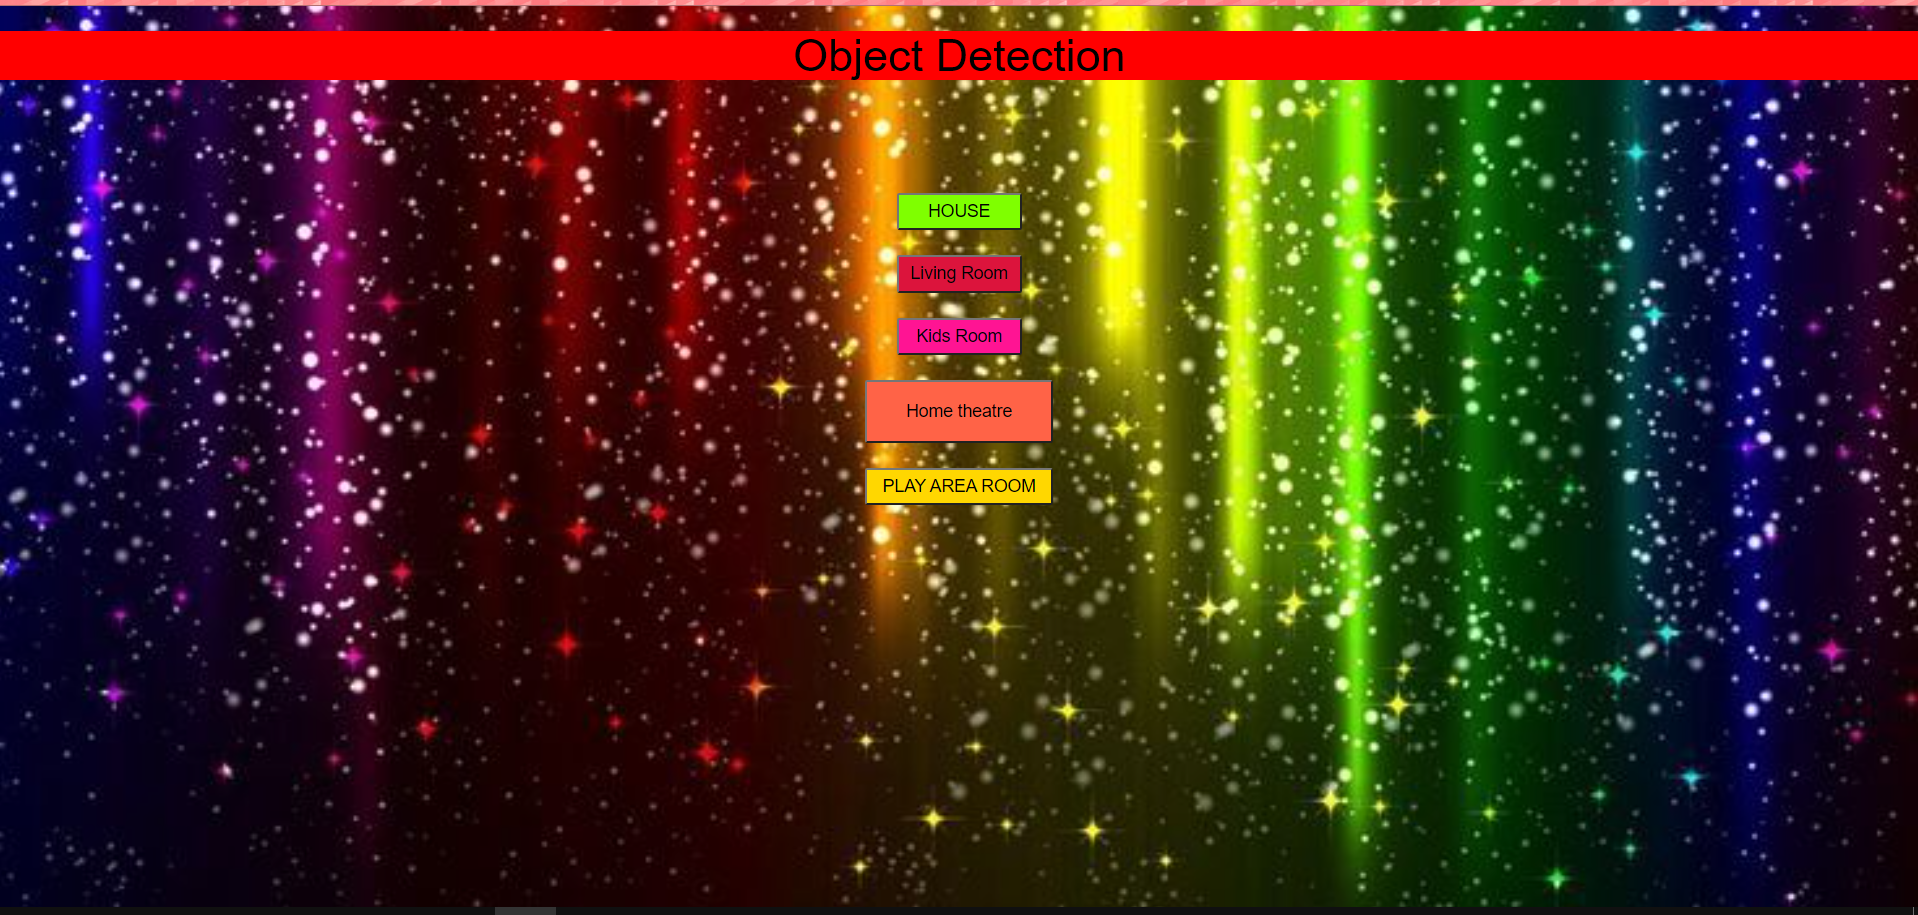 Object Detection
HOUSE
Living Room
Kids Room
Home theatre
PLAY AREA ROOM